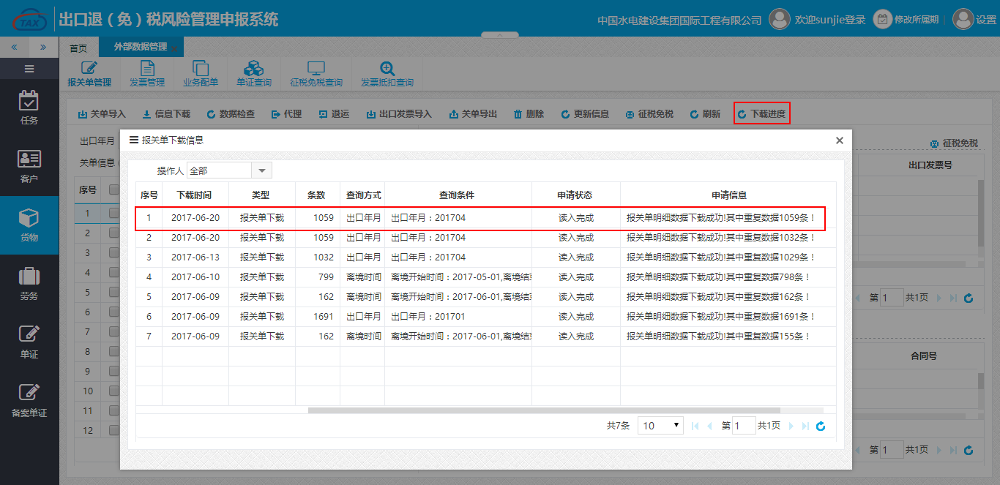 TAX 出口退（免）税风险管理申报系统 中国水电建设集团国际工程有限公司 欢迎sunjie登录 修改所属期 设置
« » 首页 外部数据管理
报关单管理 发票管理 业务配单 单证查询 征税免税查询 发票抵扣查询
关单导入 信息下载 数据检查 代理 退运 出口发票导入 关单导出 删除 更新信息 征税免税 刷新 下载进度
任务
客户
货物
劳务
单证
备案单证
出口年月
关单信息
征税免税
序号
出口发票号
1
2
3
4
5
6
7
8
9
10
11
12
第 1 共1页
合同号
第 1 共1页
报关单下载信息 ×
操作人 全部
序号 下载时间 类型 条数 查询方式 查询条件 申请状态 申请信息
1 2017-06-20 报关单下载 1059 出口年月 出口年月：201704 读入完成 报关单明细数据下载成功!其中重复数据1059条！
2 2017-06-20 报关单下载 1059 出口年月 出口年月：201704 读入完成 报关单明细数据下载成功!其中重复数据1032条！
3 2017-06-13 报关单下载 1032 出口年月 出口年月：201704 读入完成 报关单明细数据下载成功!其中重复数据1029条！
4 2017-06-10 报关单下载 799 离境时间 离境开始时间：2017-05-01,离境结 读入完成 报关单明细数据下载成功!其中重复数据798条！
5 2017-06-09 报关单下载 162 离境时间 离境开始时间：2017-06-01,离境结 读入完成 报关单明细数据下载成功!其中重复数据162条！
6 2017-06-09 报关单下载 1691 出口年月 出口年月：201701 读入完成 报关单明细数据下载成功!其中重复数据1691条！
7 2017-06-09 报关单下载 162 离境时间 离境开始时间：2017-06-01,离境结 读入完成 报关单明细数据下载成功!其中重复数据155条！
共7条 10 第 1 共1页